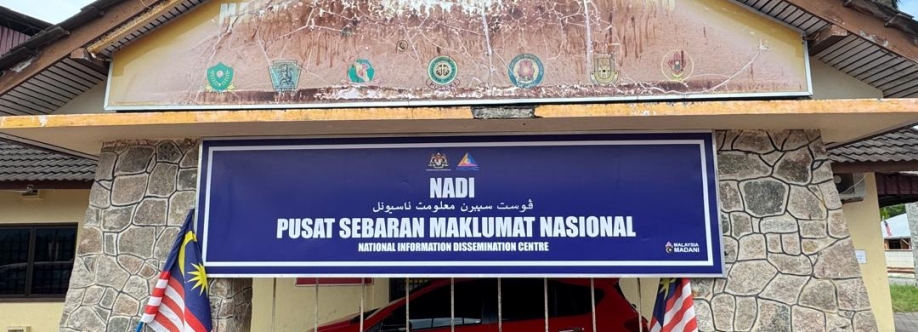 NADI
ڤوست سيبرن معلومت ناسيونل
PUSAT SEBARAN MAKLUMAT NASIONAL
NATIONAL INFORMATION DISSEMINATION CENTRE
MALAYSIA
MADANI